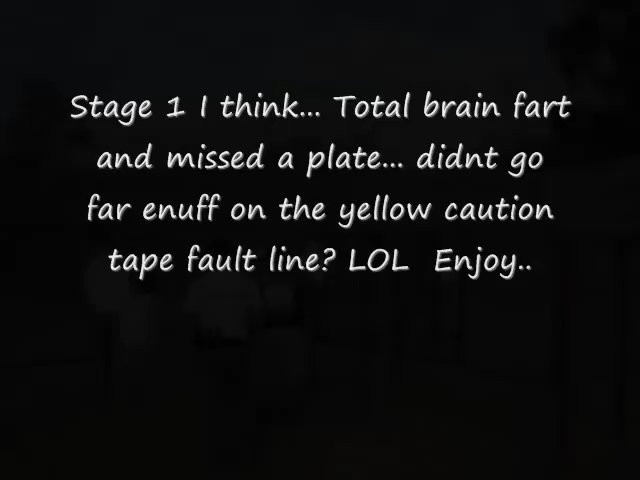 Stage 1 I think... Total brain fart
and missed a plate... didnt go
far enuff on the yellow caution
tape fault line? LOL  Enjoy..